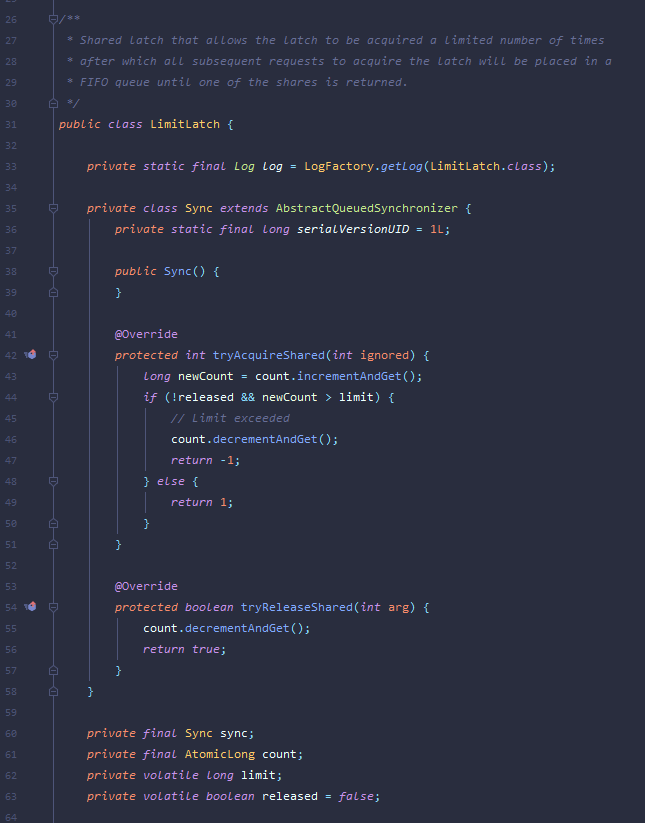 26 /**
27 * Shared latch that allows the latch to be acquired a limited number of times
28 * after which all subsequent requests to acquire the latch will be placed in a
29 * FIFO queue until one of the shares is returned.
30 */
31 public class LimitLatch {
32
33 private static final Log log = LogFactory.getLog(LimitLatch.class);
34
35 private class Sync extends AbstractQueuedSynchronizer {
36 private static final long serialVersionUID = 1L;
37
38 public Sync() {
39 }
40
41 @Override
42 protected int tryAcquireShared(int ignored) {
43 long newCount = count.incrementAndGet();
44 if (!released && newCount > limit) {
45 // Limit exceeded
46 count.decrementAndGet();
47 return -1;
48 } else {
49 return 1;
50 }
51 }
52
53 @Override
54 protected boolean tryReleaseShared(int arg) {
55 count.decrementAndGet();
56 return true;
57 }
58 }
59
60 private final Sync sync;
61 private final AtomicLong count;
62 private volatile long limit;
63 private volatile boolean released = false;
64